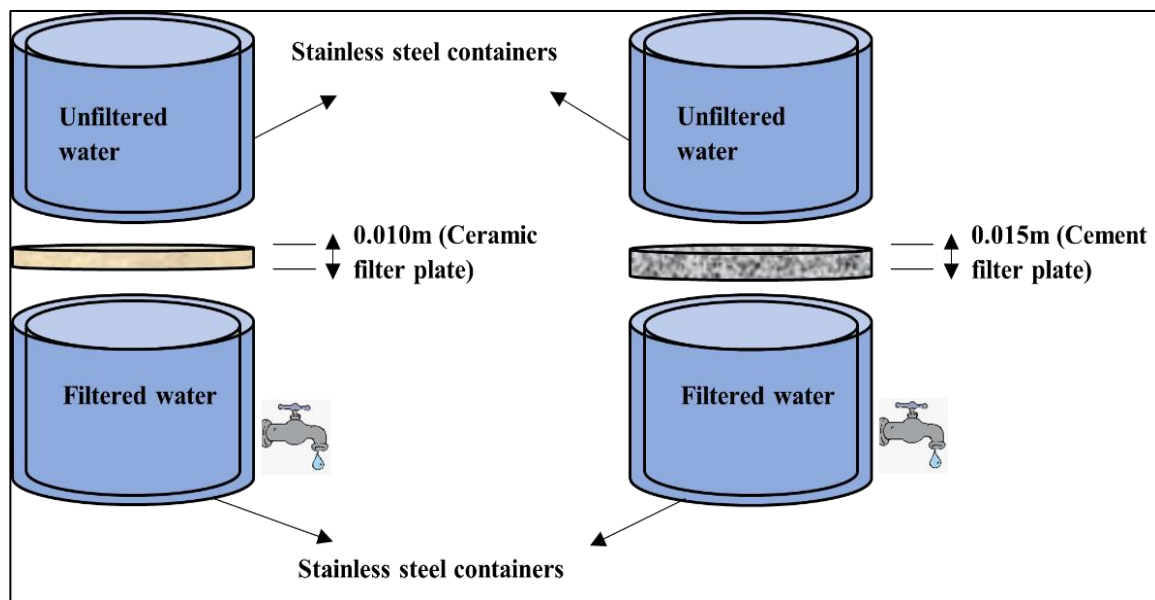 Stainless steel containers
Unfiltered
water
Unfiltered
water
0.010m (Ceramic
filter plate)
0.015m (Cement
filter plate)
Filtered water
Filtered water
Stainless steel containers